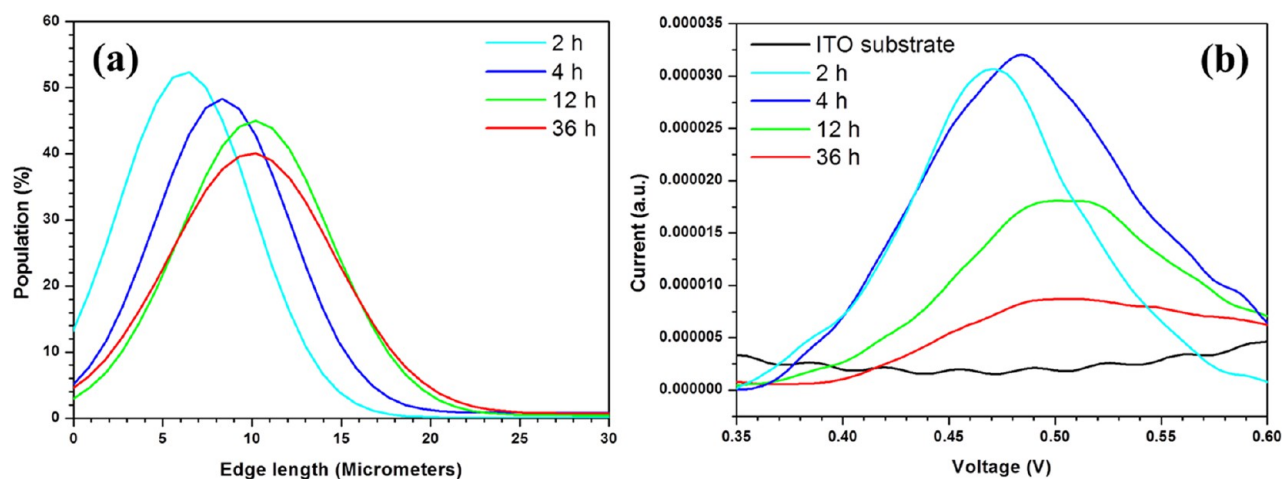 (a)
2 h
4 h
12 h
36 h
Population (%)
60
50
40
30
20
10
0
0 5 10 15 20 25 30
Edge length (Micrometers)
(b)
ITO substrate
2 h
4 h
12 h
36 h
Current (a.u.)
0.000035
0.000030
0.000025
0.000020
0.000015
0.000010
0.000005
0.000000
0.35 0.40 0.45 0.50 0.55 0.60
Voltage (V)